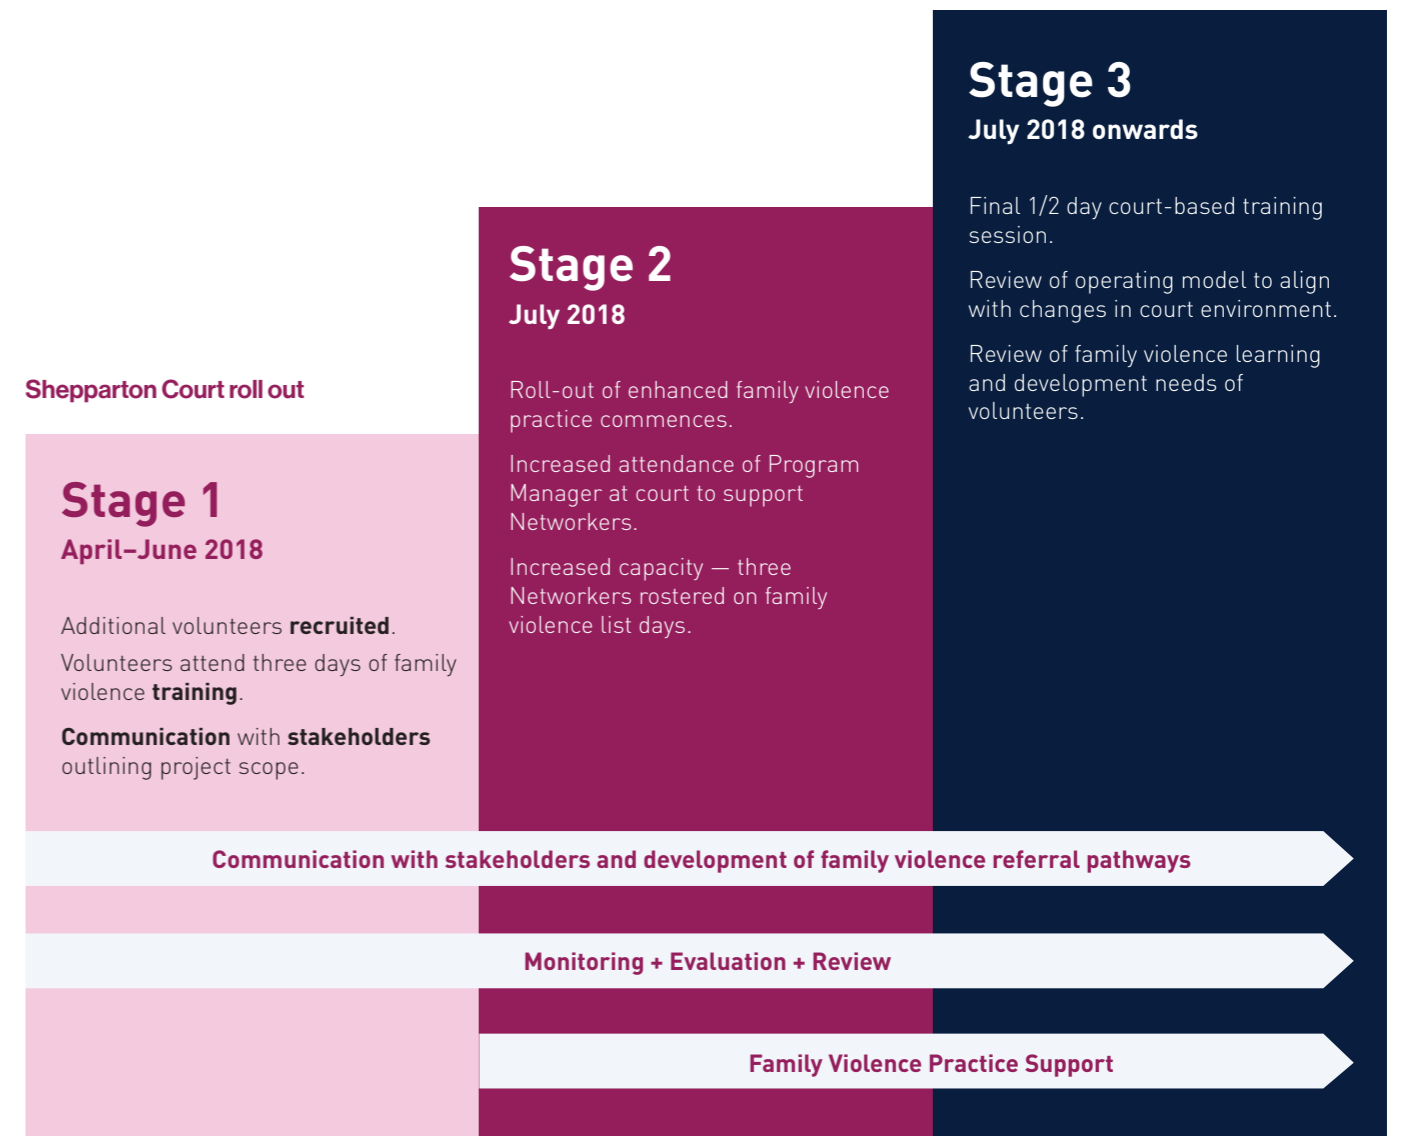 Shepparton Court roll out
Stage 1
April–June 2018
Additional volunteers recruited.
Volunteers attend three days of family
violence training.
Communication with stakeholders
outlining project scope.
Stage 2
July 2018
Roll-out of enhanced family violence
practice commences.
Increased attendance of Program
Manager at court to support
Networkers.
Increased capacity — three
Networkers rostered on family
violence list days.
Stage 3
July 2018 onwards
Final 1/2 day court-based training
session.
Review of operating model to align
with changes in court environment.
Review of family violence learning
and development needs of
volunteers.
Communication with stakeholders and development of family violence referral pathways
Monitoring + Evaluation + Review
Family Violence Practice Support